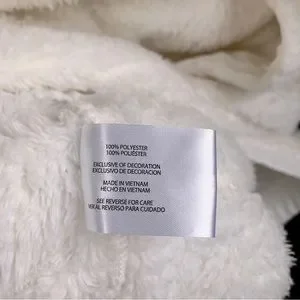 100% POLYESTER
100% POLIÉSTER
EXCLUSIVE OF DECORATION
EXCLUSIVO DE DECORACION
MADE IN VIETNAM
HECHO EN VIETNAM
SEE REVERSE FOR CARE
VER AL REVERSO PARA CUIDADO